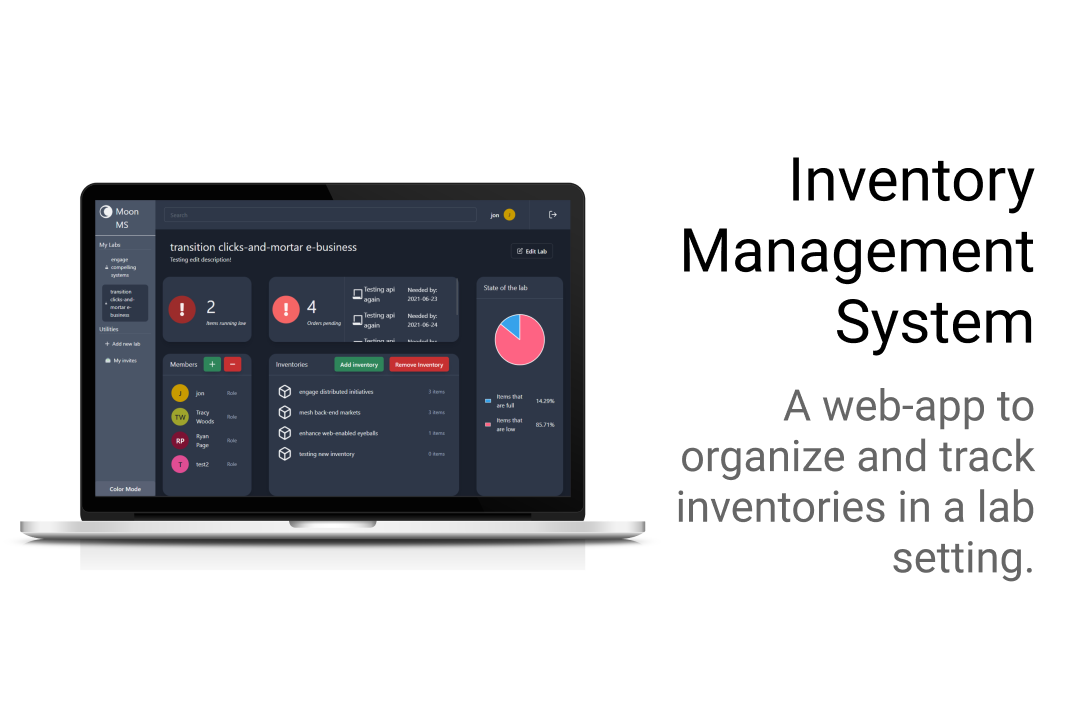 Moon
MS
Search
jon
J
My Labs
engage
compelling
systems
transition
clicks-and-
mortar e-
business
Utilities
Add new lab
My invites
Color Mode
transition clicks-and-mortar e-business
Testing edit description!
Edit Lab
2
Items running low
4
Orders pending
Testing api
again
Needed by:
2021-06-23
Testing api
again
Needed by:
2021-06-24
Testing api
Needed by:
State of the lab
Items that
are full
14.29%
Items that
are low
85.71%
Members
+
−
J
jon
Role
TW
Tracy
Woods
Role
RP
Ryan
Page
Role
T
test2
Role
Inventories
Add inventory
Remove Inventory
engage distributed initiatives
3 items
mesh back-end markets
3 items
enhance web-enabled eyeballs
1 items
testing new inventory
0 items
Inventory
Management
System
A web-app to
organize and track
inventories in a lab
setting.